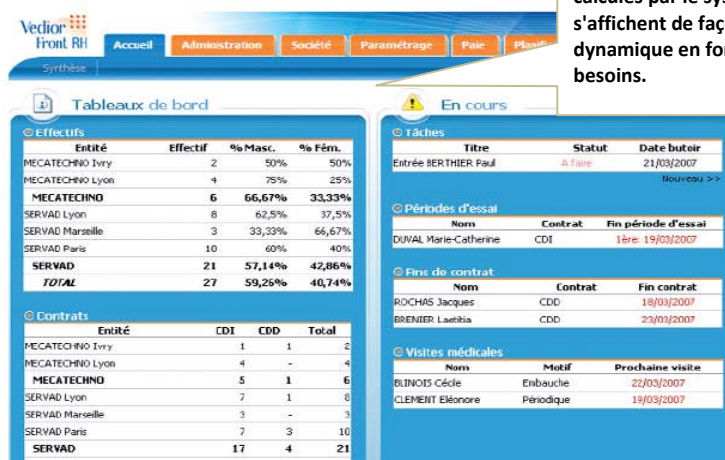 calculés par le sys
s'affichent de faç
dynamique en fon
besoins.
Vedior
Front RH
Accueil Administration Société Paramétrage Paie Planifi
Synthèse
Tableaux de bord
Effectifs
Entité Effectif % Masc. % Fém.
MECATECHNO Ivry 2 50% 50%
MECATECHNO Lyon 4 75% 25%
MECATECHNO 6 66,67% 33,33%
SERVAD Lyon 8 62,5% 37,5%
SERVAD Marseille 3 33,33% 66,67%
SERVAD Paris 10 60% 40%
SERVAD 21 57,14% 42,86%
TOTAL 27 59,26% 40,74%
Contrats
Entité CDI CDD Total
MECATECHNO Ivry 1 1 2
MECATECHNO Lyon 4 - 4
MECATECHNO 5 1 6
SERVAD Lyon 7 1 8
SERVAD Marseille 3 - 3
SERVAD Paris 7 3 10
SERVAD 17 4 21
En cours
Tâches
Titre Statut Date butoir
Entrée BERTHIER Paul A faire 21/03/2007
Nouveau >>
Périodes d'essai
Nom Contrat Fin période d'essai
DUVAL Marie-Catherine CDI 1ère: 19/03/2007
Fins de contrat
Nom Contrat Fin contrat
ROCHAS Jacques CDD 18/03/2007
BRENIER Laetitia CDD 23/03/2007
Visites médicales
Nom Motif Prochaine visite
BLINOIS Cécile Embauche 22/03/2007
CLEMENT Eléonore Périodique 19/03/2007